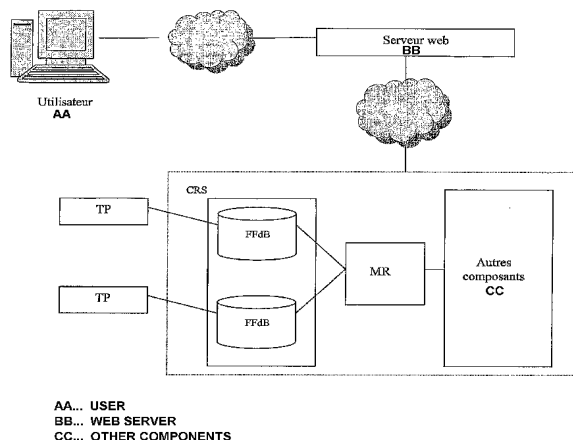 Serveur web
BB
Utilisateur
AA
CRS
TP
FFdB
MR
Autres
composants
CC
TP
FFdB
AA... USER
BB... WEB SERVER
CC... OTHER COMPONENTS